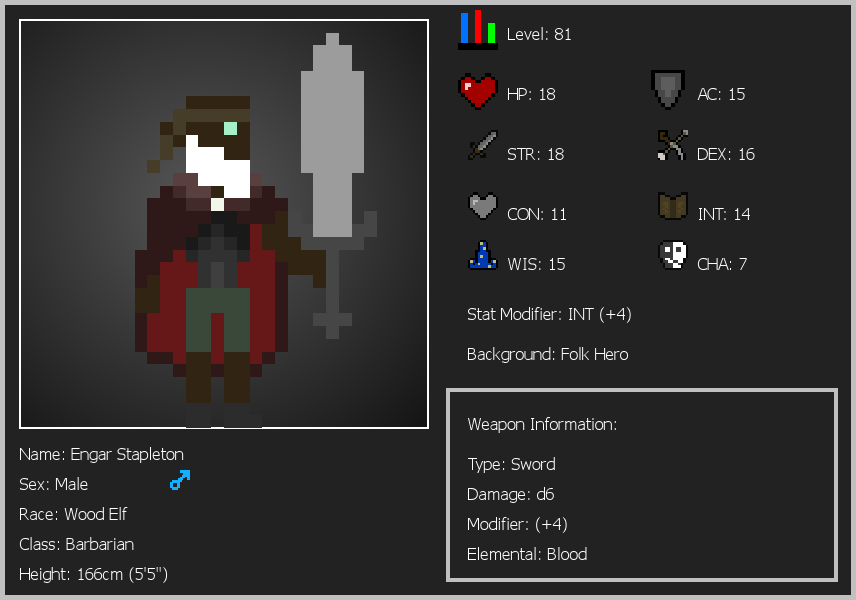 Level: 81
HP: 18
AC: 15
STR: 18
DEX: 16
CON: 11
INT: 14
WIS: 15
CHA: 7
Stat Modifier: INT (+4)
Background: Folk Hero
Weapon Information:
Type: Sword
Damage: d6
Modifier: (+4)
Elemental: Blood
Name: Engar Stapleton
Sex: Male
Race: Wood Elf
Class: Barbarian
Height: 166cm (5'5")